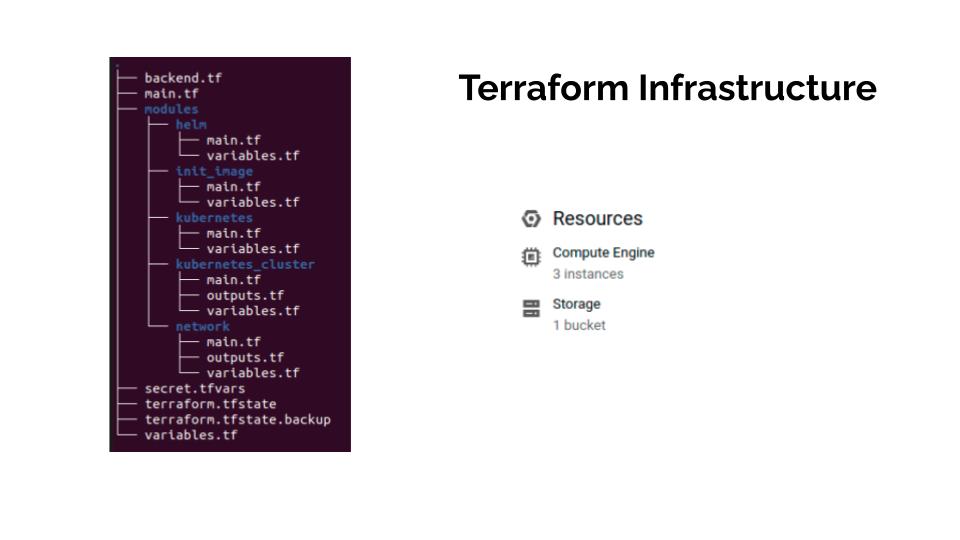 .
├── backend.tf
├── main.tf
├── modules
│   ├── helm
│   │   ├── main.tf
│   │   └── variables.tf
│   ├── init_image
│   │   ├── main.tf
│   │   └── variables.tf
│   ├── kubernetes
│   │   ├── main.tf
│   │   └── variables.tf
│   ├── kubernetes_cluster
│   │   ├── main.tf
│   │   ├── outputs.tf
│   │   └── variables.tf
│   └── network
│       ├── main.tf
│       ├── outputs.tf
│       └── variables.tf
├── secret.tfvars
├── terraform.tfstate
├── terraform.tfstate.backup
└── variables.tf
Terraform Infrastructure
Resources
Compute Engine
3 instances
Storage
1 bucket